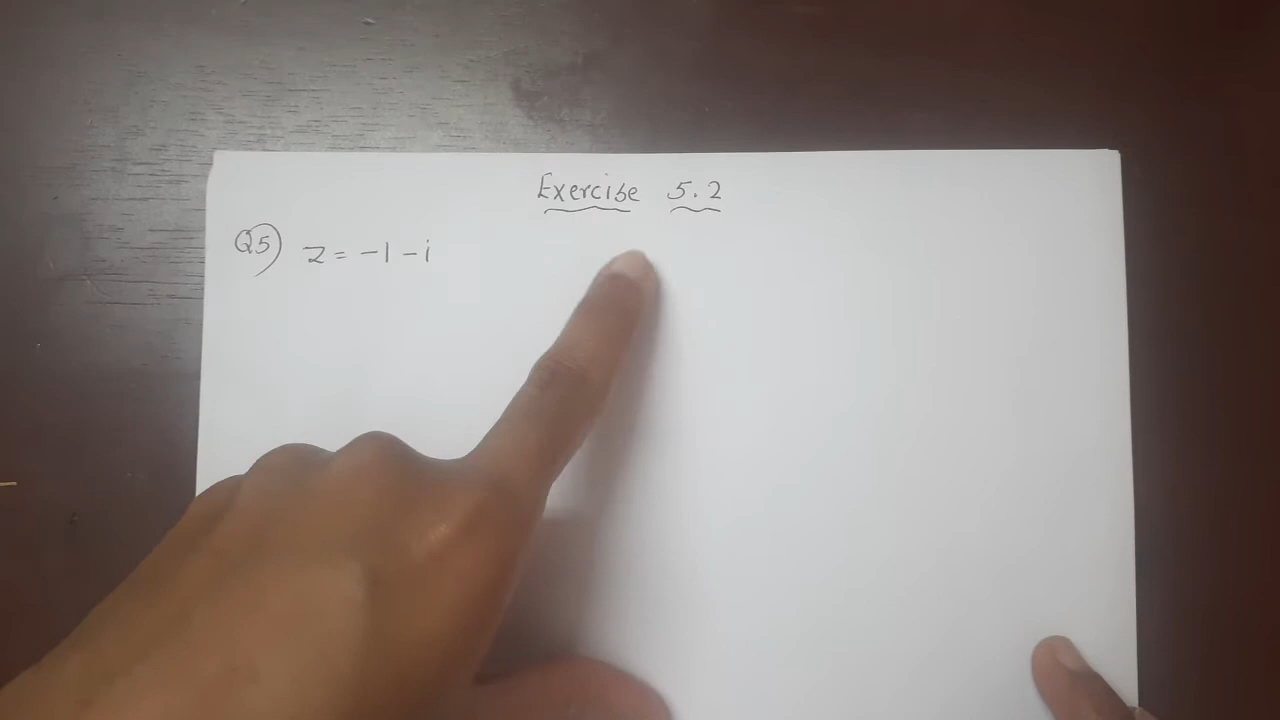 Exercise 5.2
Q5) z = -1 - i